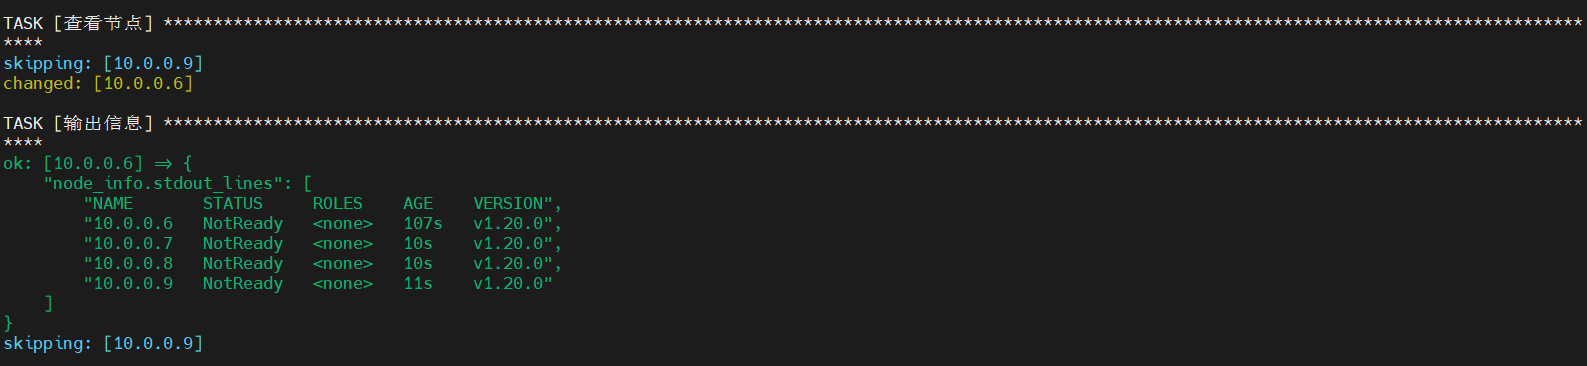 TASK [查看节点] **********************************************************************************************************************************************
****
skipping: [10.0.0.9]
changed: [10.0.0.6]
TASK [输出信息] **********************************************************************************************************************************************
****
ok: [10.0.0.6] => {
    "node_info.stdout_lines": [
        "NAME       STATUS     ROLES    AGE    VERSION",
        "10.0.0.6   NotReady   <none>   107s   v1.20.0",
        "10.0.0.7   NotReady   <none>   10s    v1.20.0",
        "10.0.0.8   NotReady   <none>   10s    v1.20.0",
        "10.0.0.9   NotReady   <none>   11s    v1.20.0"
    ]
}
skipping: [10.0.0.9]